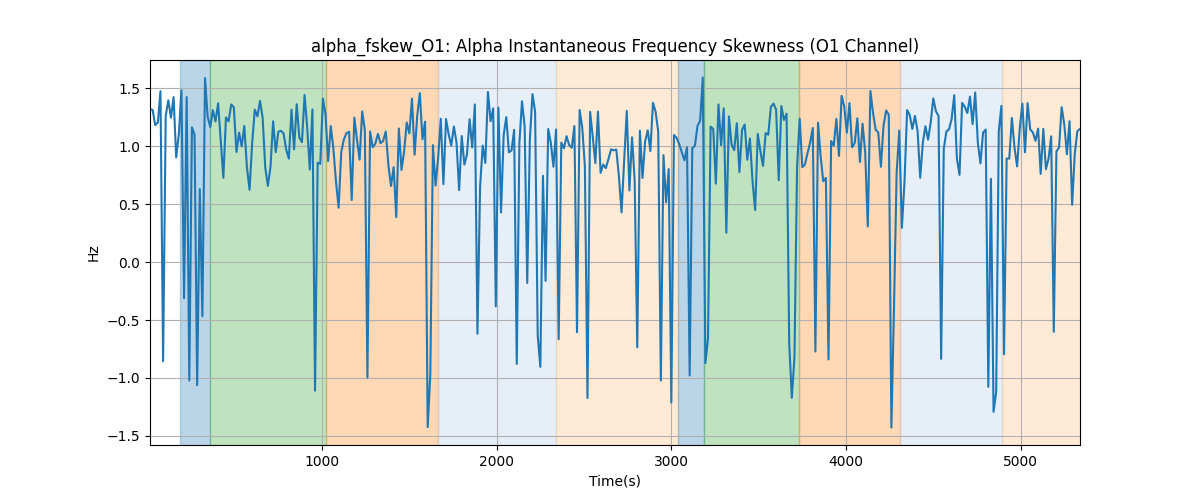 alpha_fskew_O1: Alpha Instantaneous Frequency Skewness (O1 Channel)
1.5
1.0
0.5
0.0
−0.5
−1.0
−1.5
Hz
1000 2000 3000 4000 5000
Time(s)